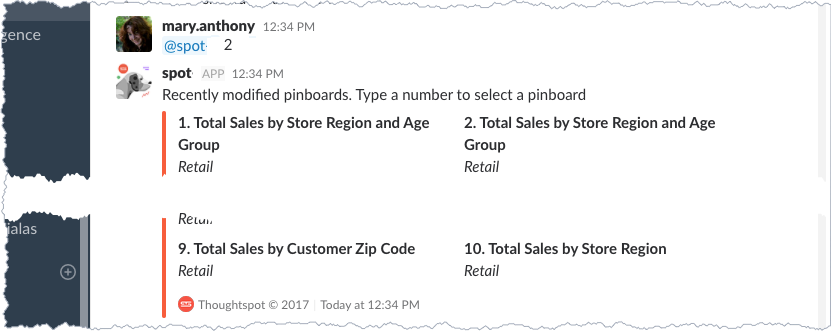 gence
mary.anthony 12:34 PM
@spot 2
spot APP 12:34 PM
Recently modified pinboards. Type a number to select a pinboard
1. Total Sales by Store Region and Age
Group
Retail
2. Total Sales by Store Region and Age
Group
Retail
ialas
9. Total Sales by Customer Zip Code
Retail
10. Total Sales by Store Region
Retail
Thoughtspot © 2017 | Today at 12:34 PM